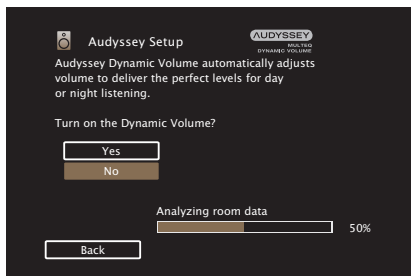 Audyssey Setup
AUDYSSEY
MULTEQ
DYNAMIC VOLUME
Audyssey Dynamic Volume automatically adjusts
volume to deliver the perfect levels for day
or night listening.
Turn on the Dynamic Volume?
Yes
No
Analyzing room data
50%
Back